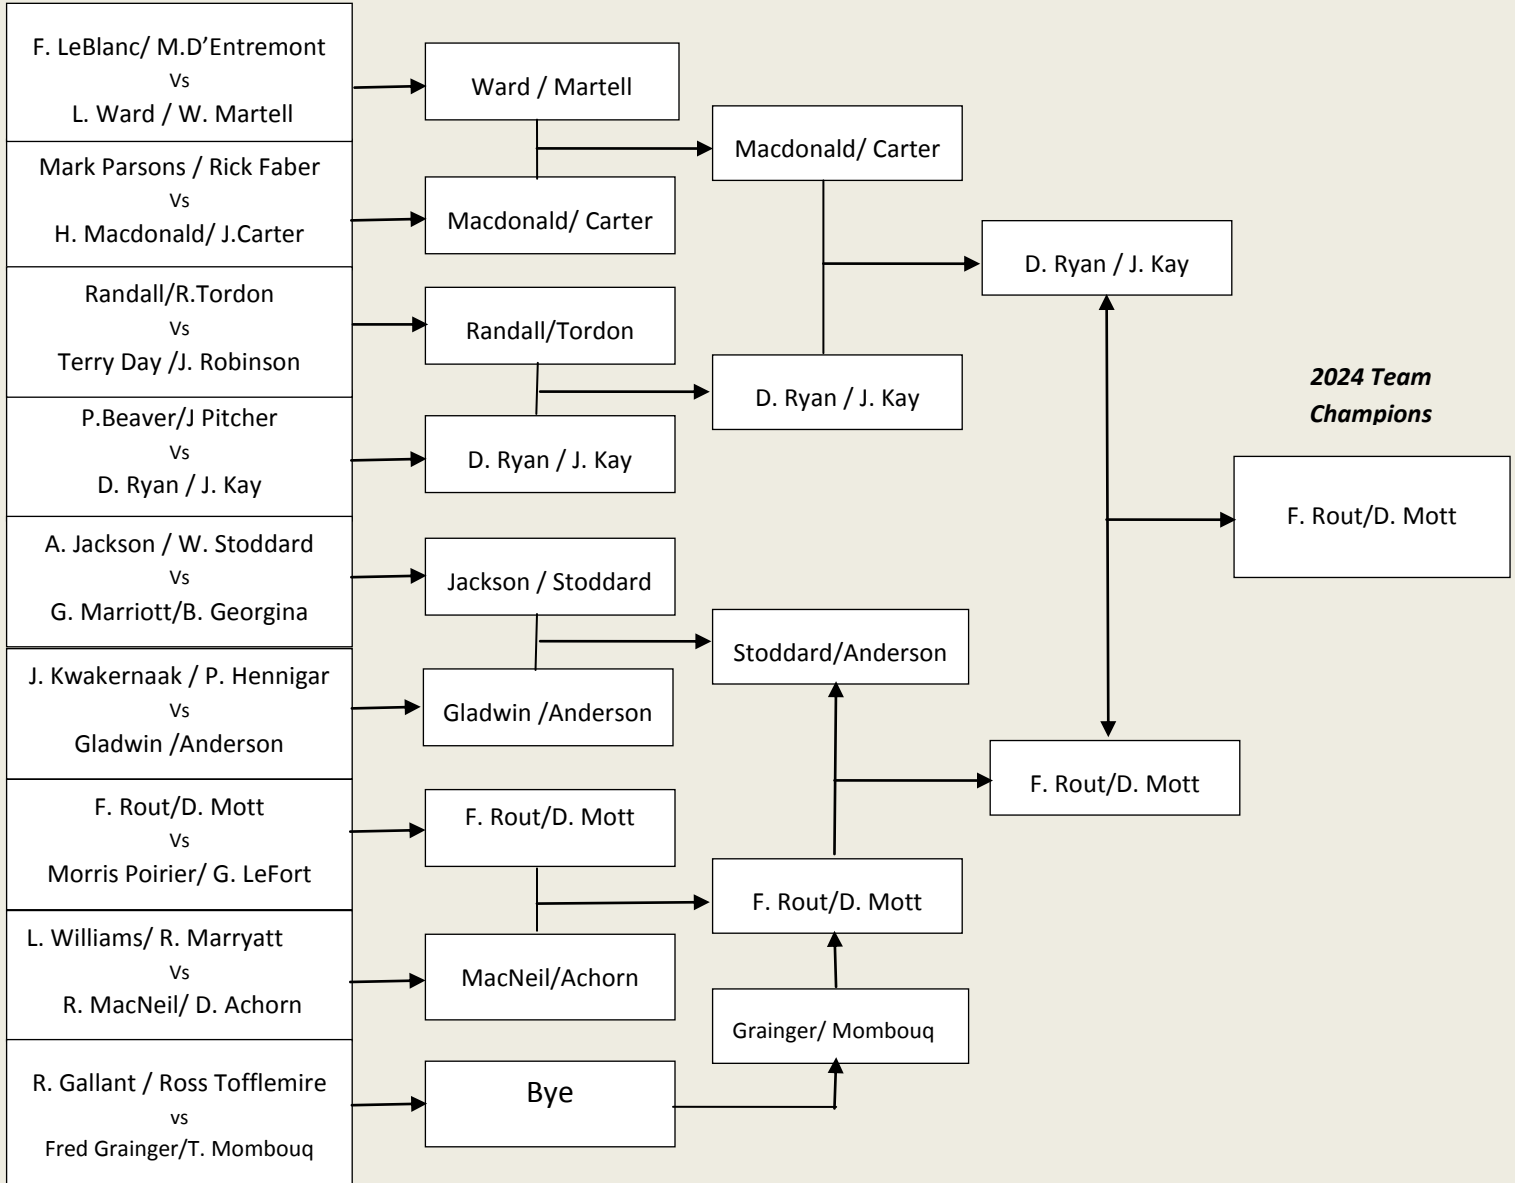 F. LeBlanc/ M.D’Entremont
Vs
L. Ward / W. Martell
Mark Parsons / Rick Faber
Vs
H. Macdonald/ J.Carter
Randall/R.Tordon
Vs
Terry Day /J. Robinson
P.Beaver/J Pitcher
Vs
D. Ryan / J. Kay
A. Jackson / W. Stoddard
Vs
G. Marriott/B. Georgina
J. Kwakernaak / P. Hennigar
Vs
Gladwin /Anderson
F. Rout/D. Mott
Vs
Morris Poirier/ G. LeFort
L. Williams/ R. Marryatt
Vs
R. MacNeil/ D. Achorn
R. Gallant / Ross Tofflemire
vs
Fred Grainger/T. Mombouq
Ward / Martell
Macdonald/ Carter
Randall/Tordon
D. Ryan / J. Kay
Jackson / Stoddard
Gladwin /Anderson
F. Rout/D. Mott
MacNeil/Achorn
Bye
Macdonald/ Carter
D. Ryan / J. Kay
Stoddard/Anderson
F. Rout/D. Mott
Grainger/ Mombouq
D. Ryan / J. Kay
F. Rout/D. Mott
2024 Team
Champions
F. Rout/D. Mott